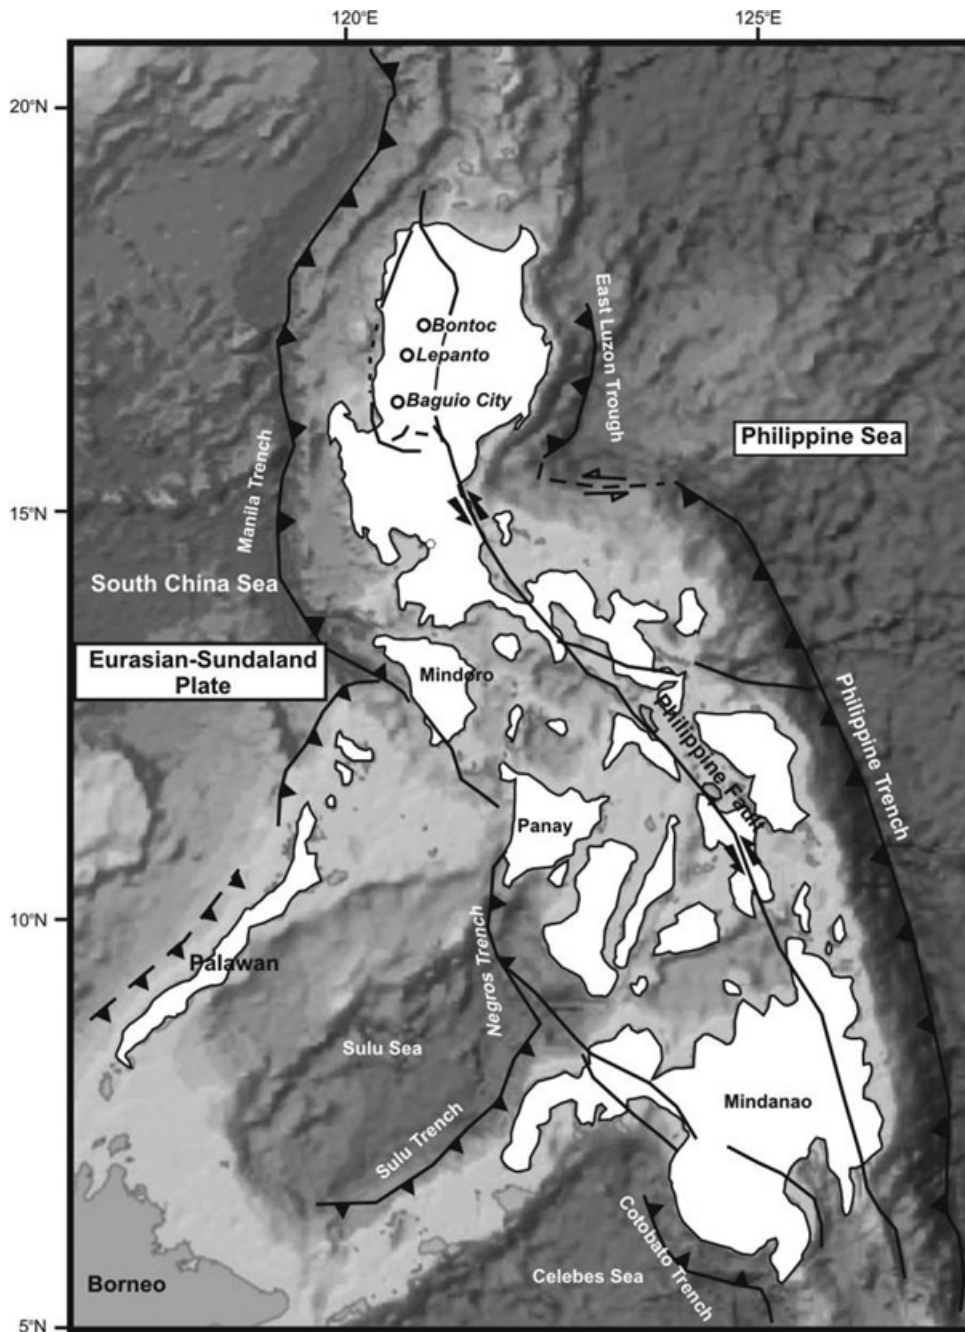 120°E
125°E
20°N
East Luzon Trough
Bontoc
Lepanto
Baguio City
Philippine Sea
Manila Trench
15°N
South China Sea
Eurasian-Sundaland
Plate
Mindoro
Philippine Trench
Philippine Fault
Panay
10°N
Negros Trench
Palawan
Sulu Sea
Mindanao
Sulu Trench
Cotobato Trench
Celebes Sea
Borneo
5°N